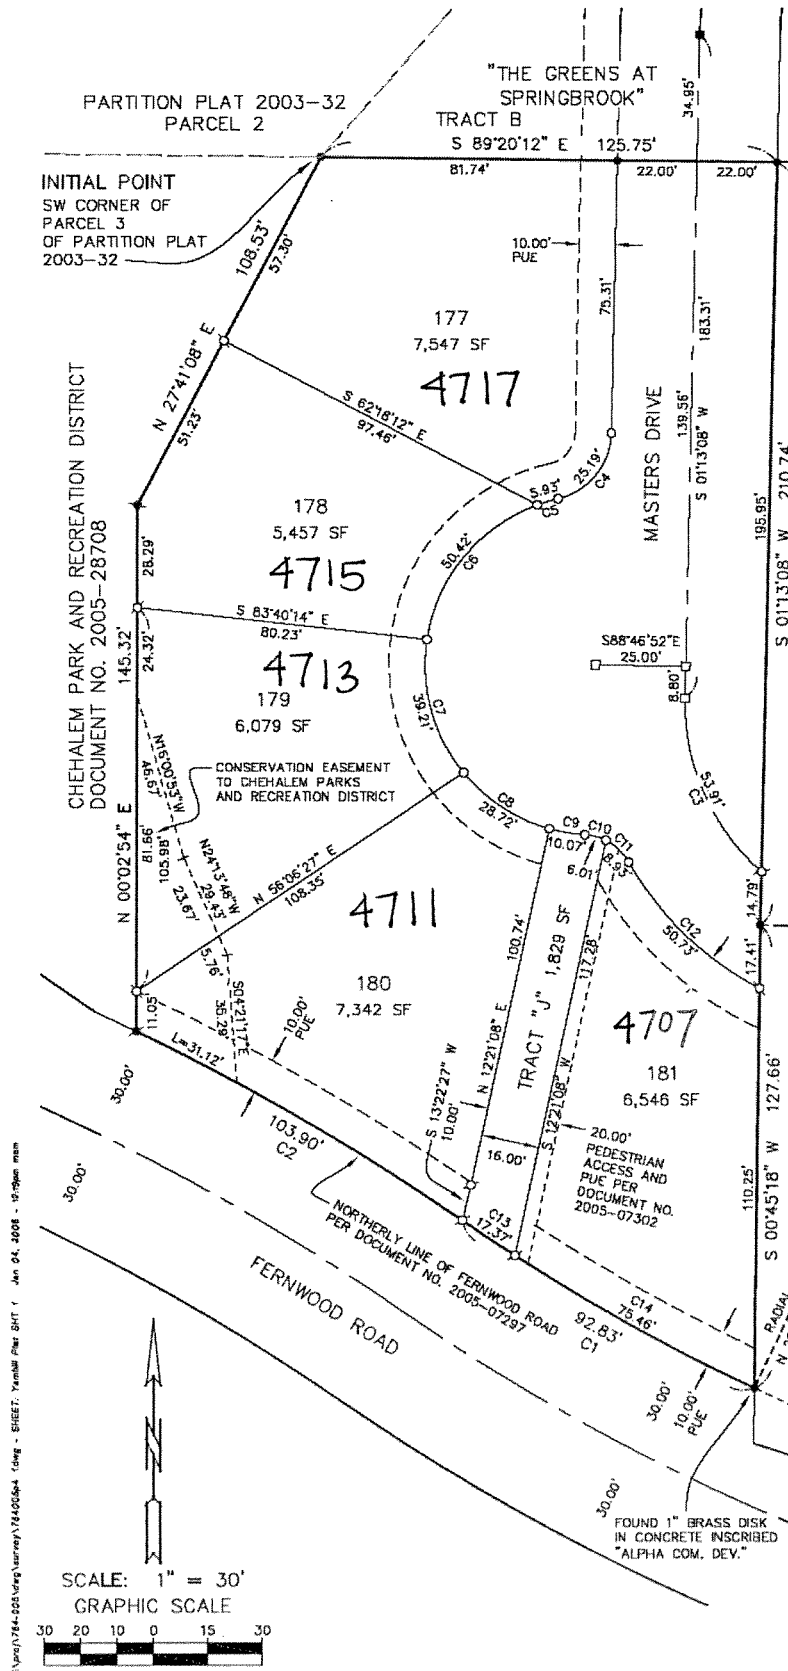 "THE GREENS AT
SPRINGBROOK"
PARTITION PLAT 2003-32
PARCEL 2
TRACT B
S 89°20'12" E 125.75'
81.74'
22.00'
22.00'
34.95'
INITIAL POINT
SW CORNER OF
PARCEL 3
OF PARTITION PLAT
2003-32
108.53'
57.30'
10.00'
PUE
75.31'
183.31'
177
7,547 SF
4717
N 27°41'08" E
51.23'
S 62°18'12" E
97.46'
25.19'
C4
5.93'
C5
MASTERS DRIVE
139.56'
S 01°13'08" W
195.95'
S 01°13'08" W 210.74'
CHEHALEM PARK AND RECREATION DISTRICT
DOCUMENT NO. 2005-28708
178
5,457 SF
4715
28.29'
50.42'
C6
S 83°40'14" E
80.23'
145.32'
24.32'
4713
179
6,079 SF
C7
39.21'
S88°46'52"E
25.00'
8.80'
53.91'
C3
N16°00'53"W
46.67'
CONSERVATION EASEMENT
TO CHEHALEM PARKS
AND RECREATION DISTRICT
N 00°02'54" E
81.66'
105.98'
C8
28.72'
C9
10.07'
C10
6.01'
C11
8.93'
14.79'
N24°13'48"W
29.43'
23.67'
5.76'
N 56°06'27" E
108.35'
4711
180
7,342 SF
100.74'
N 12°21'08" E
TRACT "J" 1,829 SF
117.28'
S 12°21'08" W
C12
50.73'
17.41'
4707
181
6,546 SF
11.05'
S04°21'17"E
35.29'
10.00'
PUE
L=31.12'
30.00'
103.90'
C2
S 13°22'27" W
10.00'
16.00'
20.00'
PEDESTRIAN
ACCESS AND
PUE PER
DOCUMENT NO.
2005-07302
127.66'
110.25'
S 00°45'18" W
30.00'
NORTHERLY LINE OF FERNWOOD ROAD
PER DOCUMENT NO. 2005-07297
C13
17.37'
FERNWOOD ROAD
C14
75.46'
92.83'
C1
RADIAL
30.00'
10.00'
PUE
30.00'
N
FOUND 1" BRASS DISK
IN CONCRETE INSCRIBED
"ALPHA COM. DEV."
SCALE: 1" = 30'
GRAPHIC SCALE
30 20 10 0 15 30